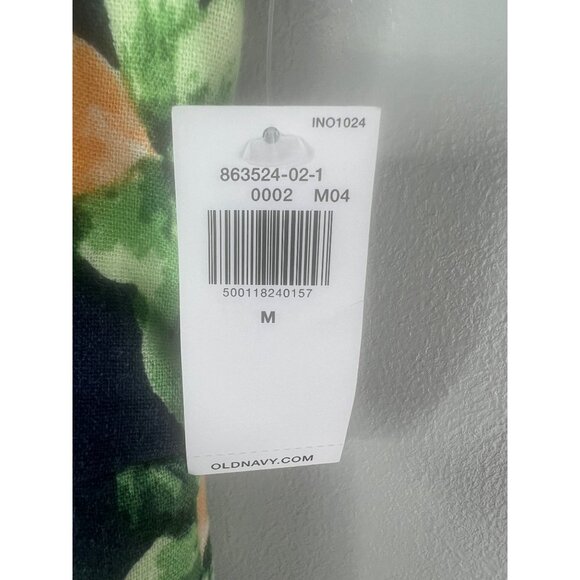 INO1024
863524-02-1
0002 M04
500118240157
M
OLDNAVY.COM